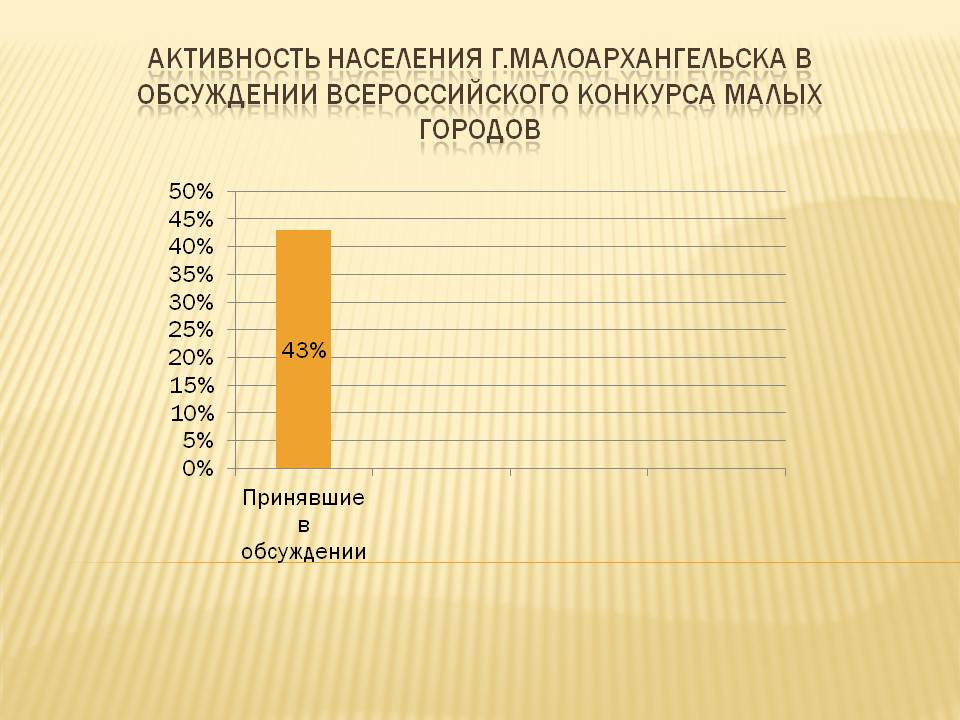 АКТИВНОСТЬ НАСЕЛЕНИЯ Г.МАЛОАРХАНГЕЛЬСКА В
ОБСУЖДЕНИИ ВСЕРОССИЙСКОГО КОНКУРСА МАЛЫХ
ГОРОДОВ
50%
45%
40%
35%
30%
25%
20%
15%
10%
5%
0%
43%
Принявшие
в
обсуждении